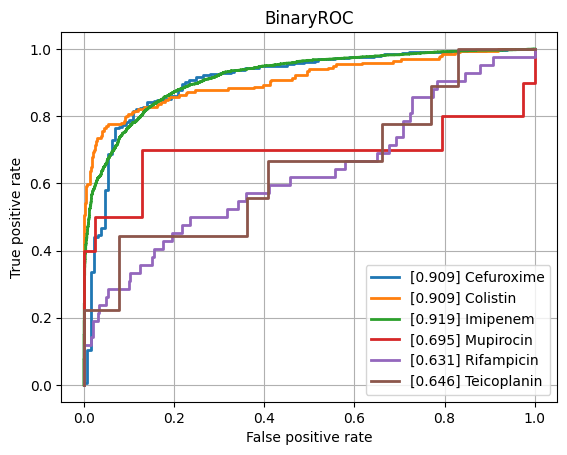 BinaryROC
True positive rate
1.0
0.8
0.6
0.4
0.2
0.0
[0.909] Cefuroxime
[0.909] Colistin
[0.919] Imipenem
[0.695] Mupirocin
[0.631] Rifampicin
[0.646] Teicoplanin
0.0 0.2 0.4 0.6 0.8 1.0
False positive rate